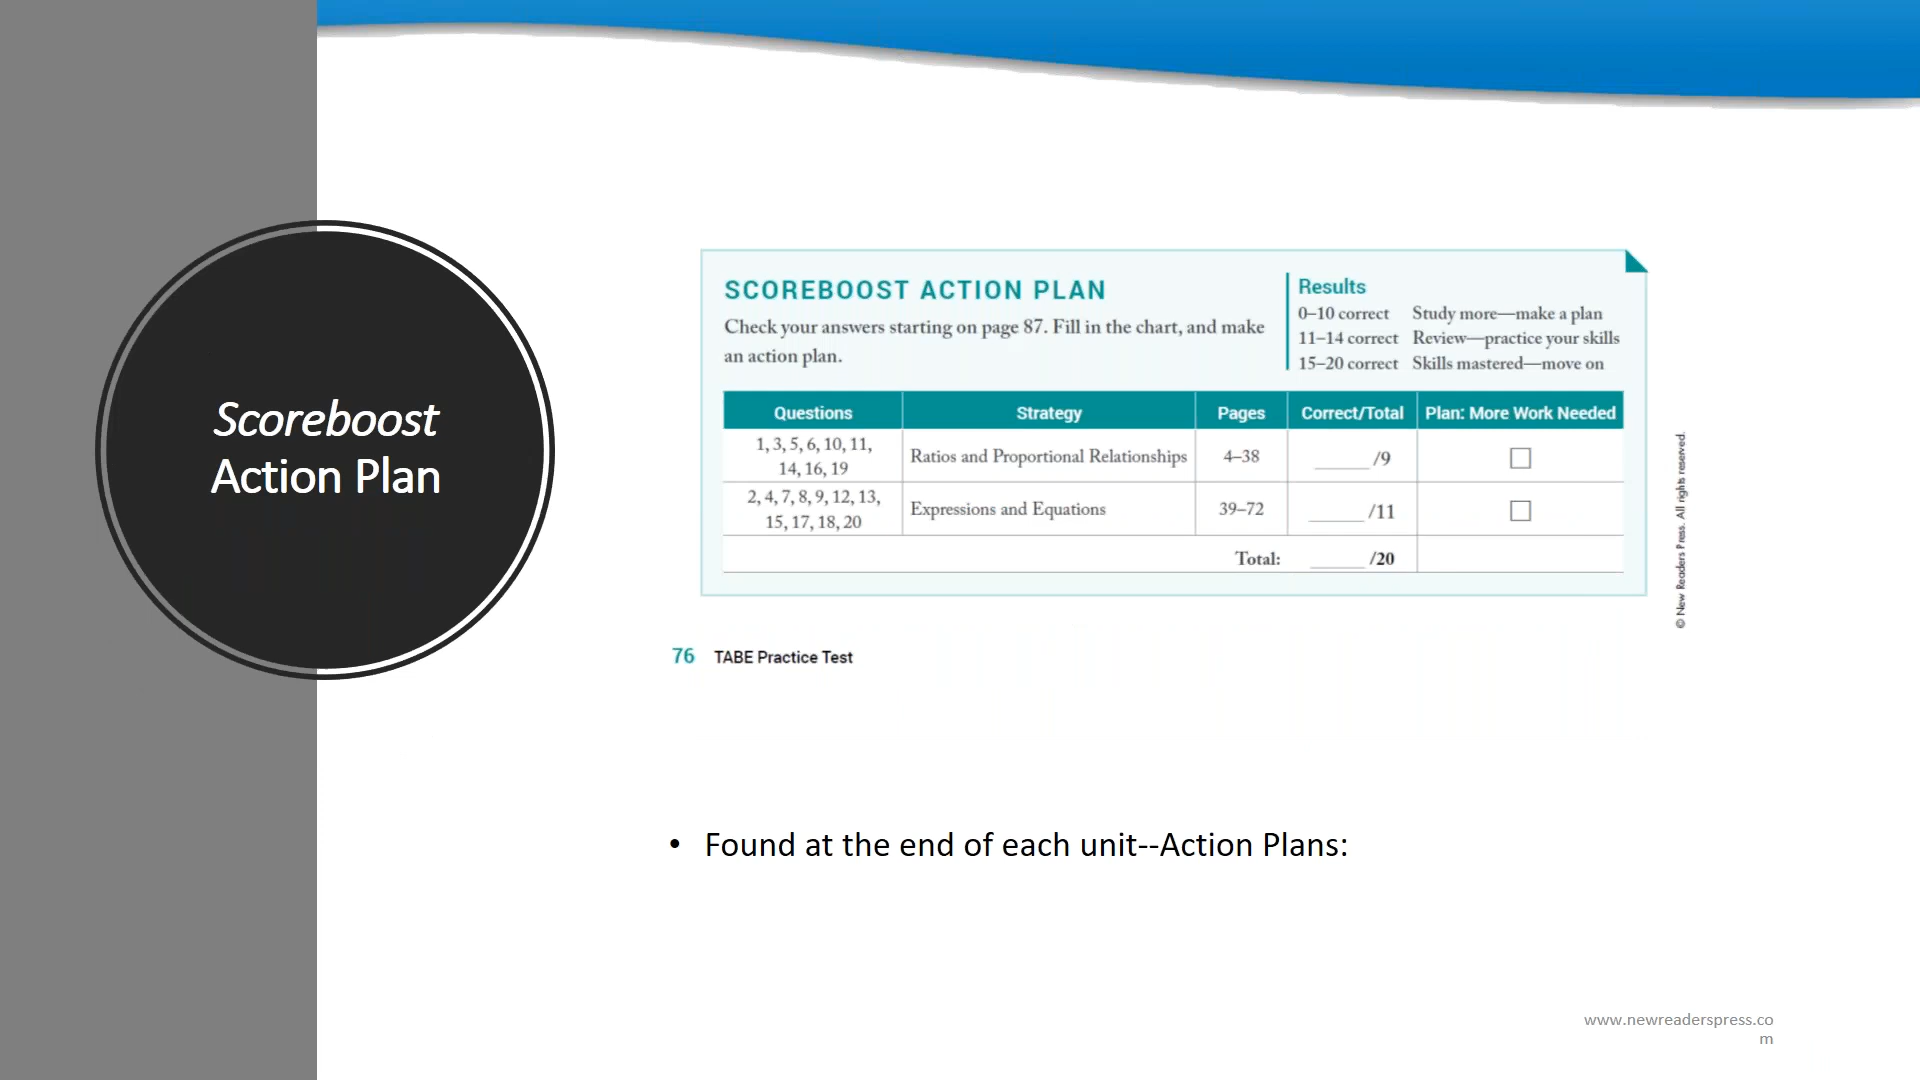 Scoreboost
Action Plan
SCOREBOOST ACTION PLAN
Check your answers starting on page 87. Fill in the chart, and make
an action plan.
Results
0–10 correct Study more—make a plan
11–14 correct Review—practice your skills
15–20 correct Skills mastered—move on
Questions Strategy Pages Correct/Total Plan: More Work Needed
1, 3, 5, 6, 10, 11,
14, 16, 19
Ratios and Proportional Relationships 4–38 ______ /9
2, 4, 7, 8, 9, 12, 13,
15, 17, 18, 20
Expressions and Equations 39–72 ______ /11
Total: ______ /20
© New Readers Press. All rights reserved.
76 TABE Practice Test
• Found at the end of each unit--Action Plans:
www.newreaderspress.co
m